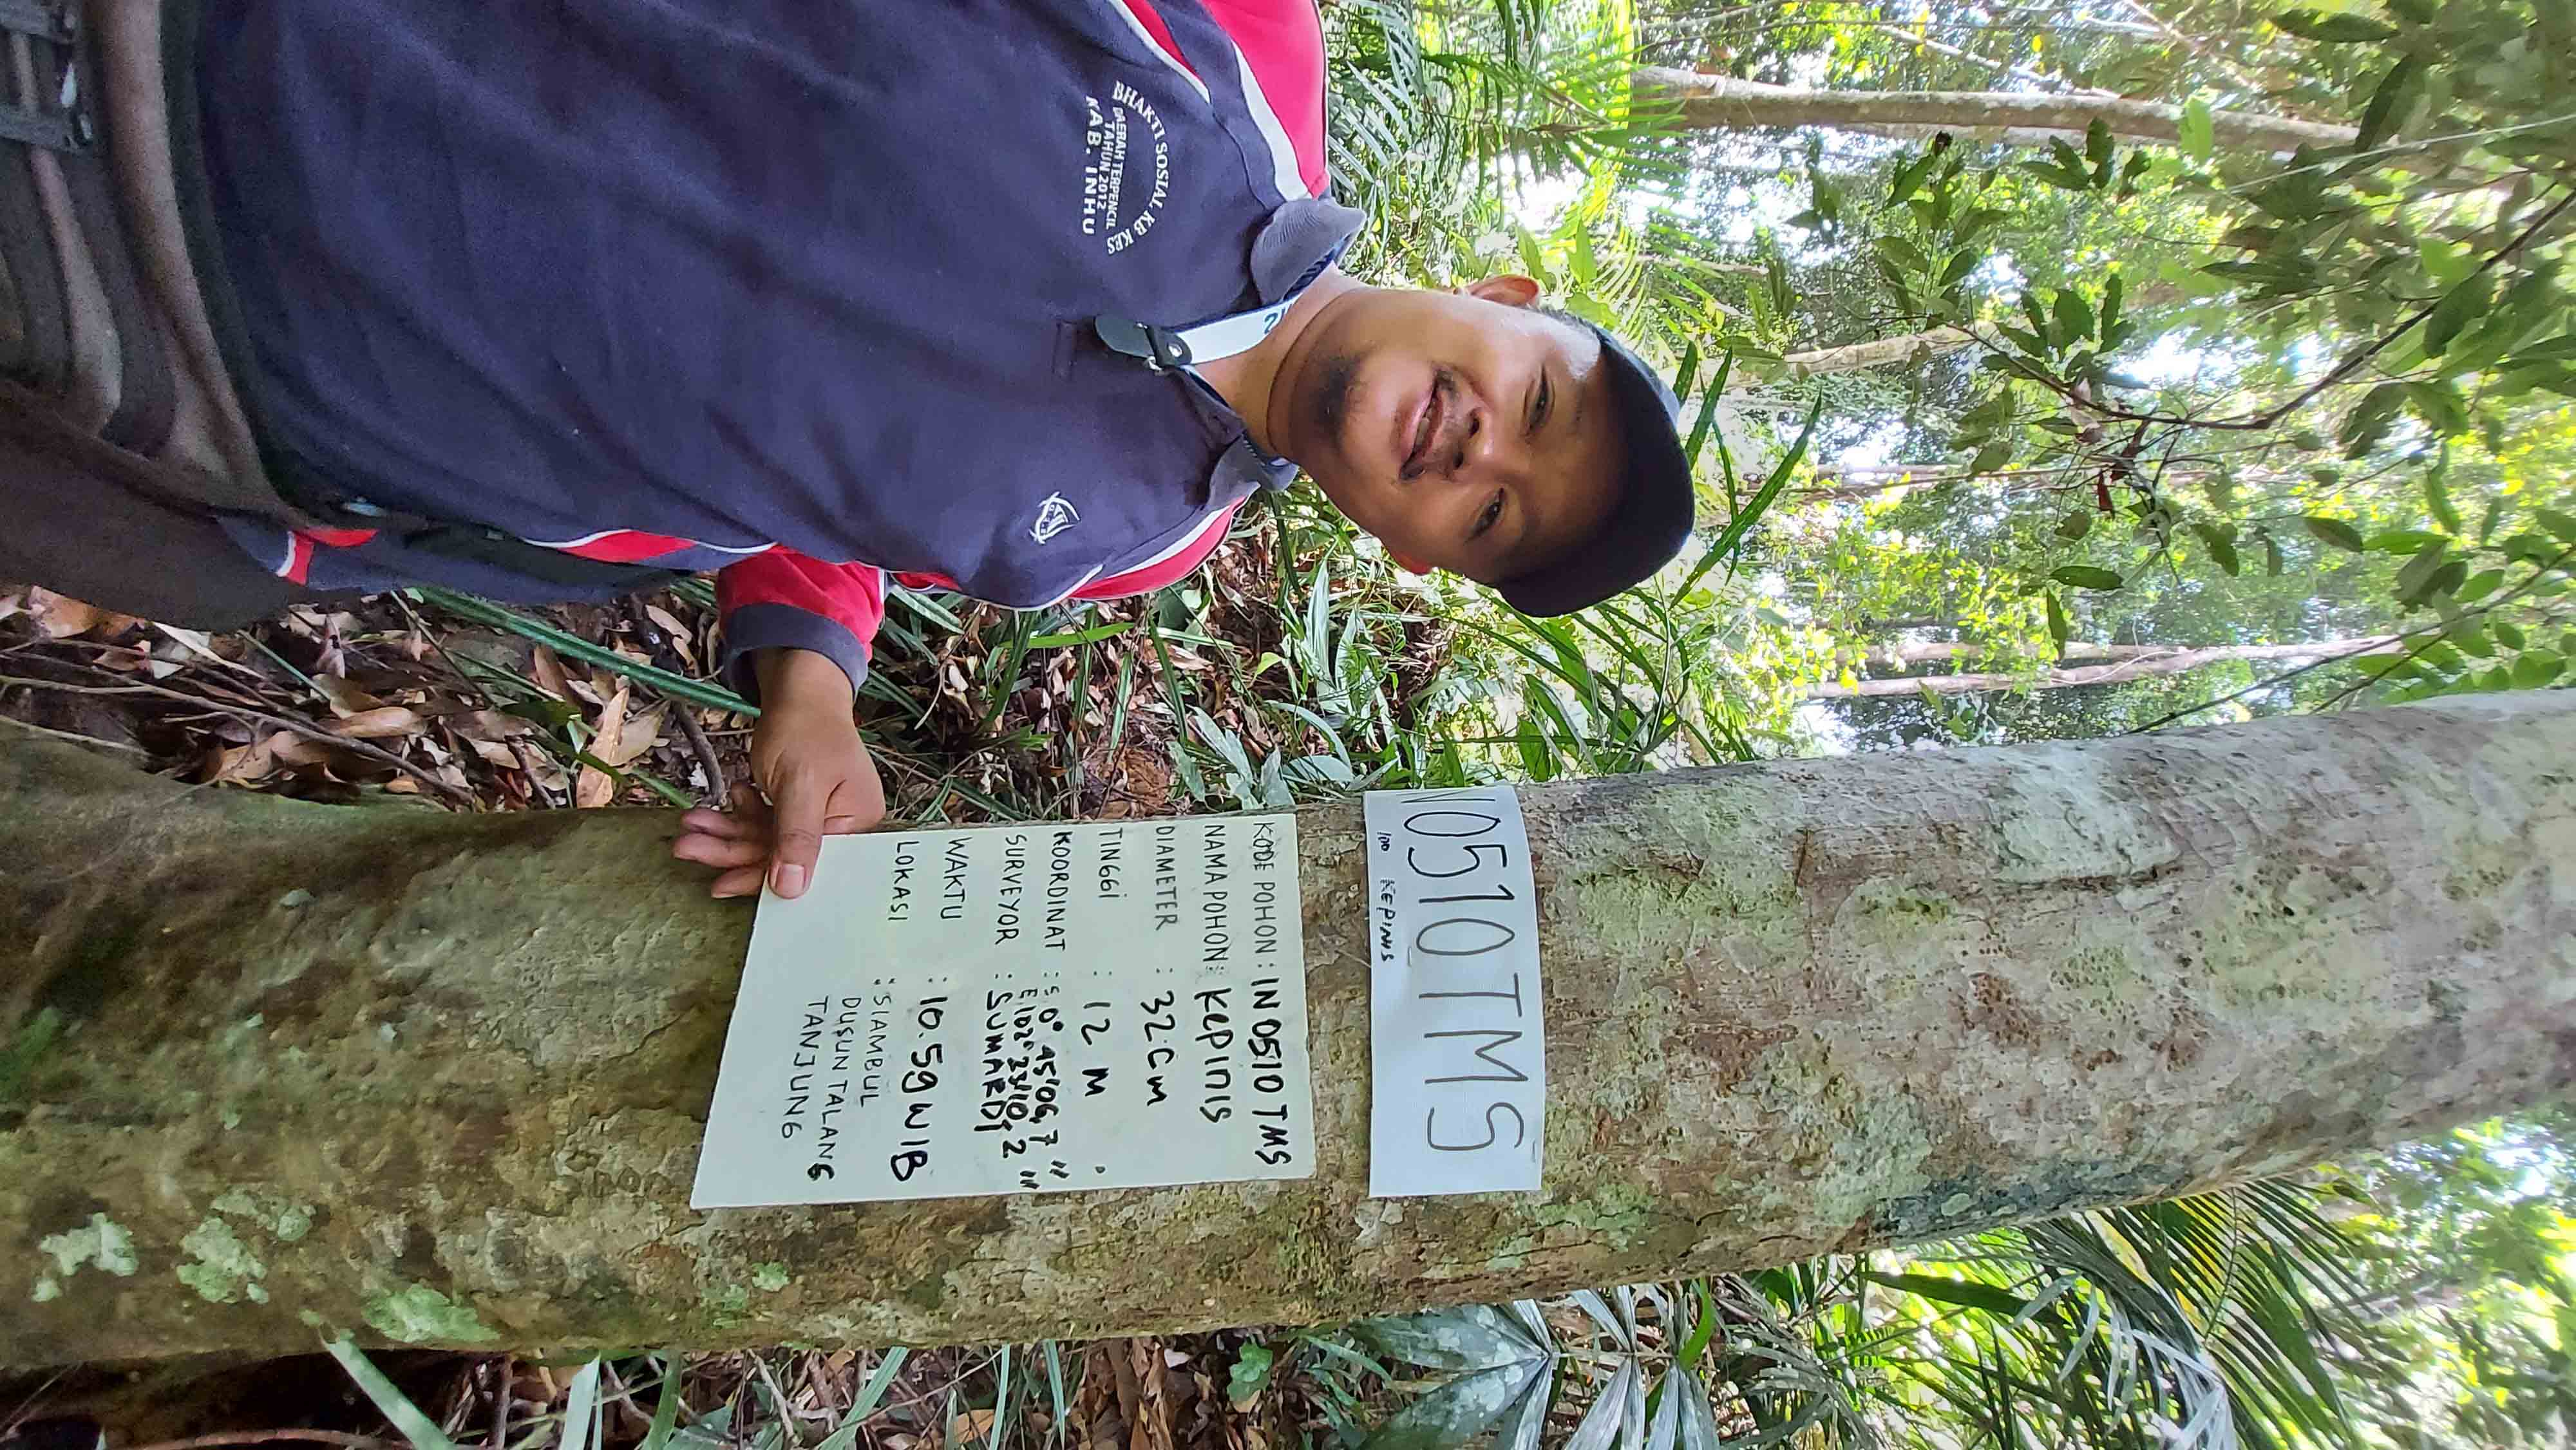 N0510TMS
100 KEPINIS
KODE POHON : IN 0510 TMS
NAMA POHON : KEPINIS
DIAMETER : 32 Cm
TINGGI : 12 M
KOORDINAT : S 0° 45'06,7"
E 102° 23'10,2"
SURVEYOR : SUMARDI
WAKTU : 10.59 WIB
LOKASI : SIAMBUL
DUSUN TALANG
TANJUNG
BHAKTI SOSIAL KB KES
DAERAH TERPENCIL
TAHUN 2012
KAB. INHU